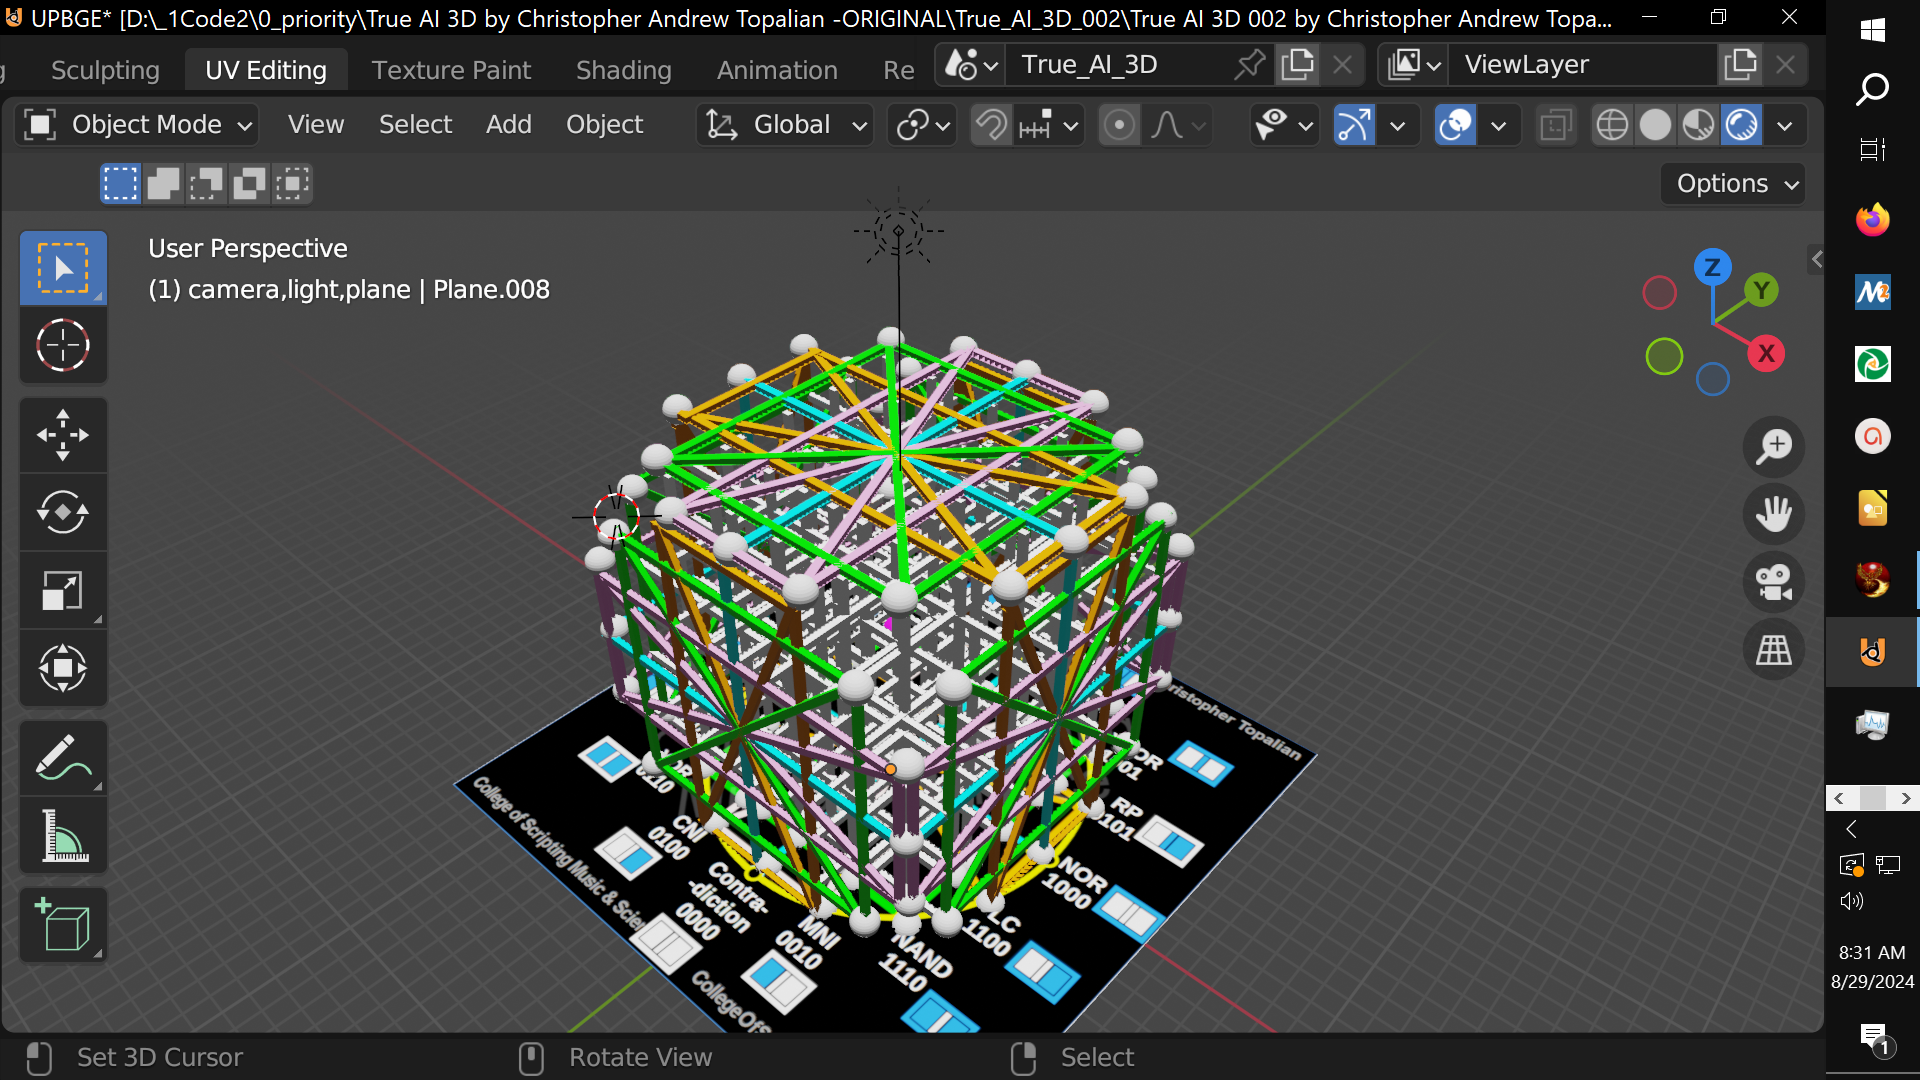 UPBGE* [D:\_1Code2\0_priority\True AI 3D by Christopher Andrew Topalian -ORIGINAL\True_AI_3D_002\True AI 3D 002 by Christopher Andrew Topa...
Sculpting UV Editing Texture Paint Shading Animation Re
True_AI_3D
ViewLayer
Object Mode View Select Add Object Global
Options
User Perspective
(1) camera,light,plane | Plane.008
Z
Y
X
ristopher Topalian
RP
NOR
1000
LC
1100
NAND
1110
MNI
0010
Contra-
-diction
0000
CNI
0100
College of Scripting Music & Scie
CollegeOfs
8:31 AM
8/29/2024
1
Set 3D Cursor Rotate View Select